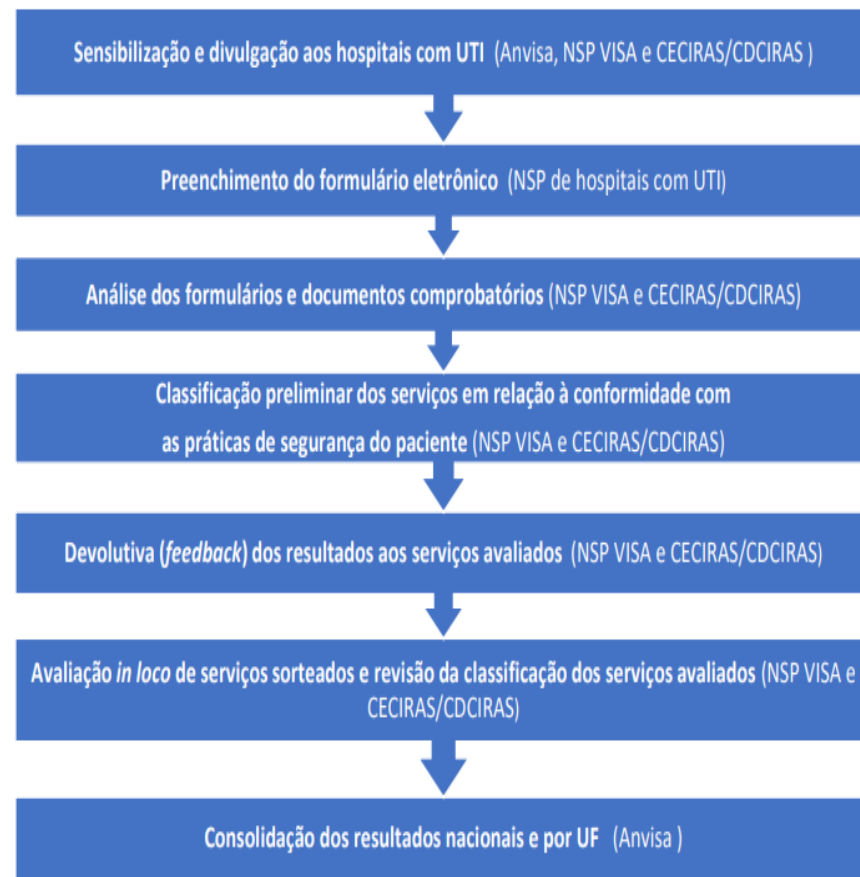 Sensibilização e divulgação aos hospitais com UTI (Anvisa, NSP VISA e CECIRAS/CDCIRAS )
Preenchimento do formulário eletrônico (NSP de hospitais com UTI)
Análise dos formulários e documentos comprobatórios (NSP VISA e CECIRAS/CDCIRAS)
Classificação preliminar dos serviços em relação à conformidade com
as práticas de segurança do paciente (NSP VISA e CECIRAS/CDCIRAS)
Devolutiva (feedback) dos resultados aos serviços avaliados (NSP VISA e CECIRAS/CDCIRAS)
Avaliação in loco de serviços sorteados e revisão da classificação dos serviços avaliados (NSP VISA e
CECIRAS/CDCIRAS)
Consolidação dos resultados nacionais e por UF (Anvisa )